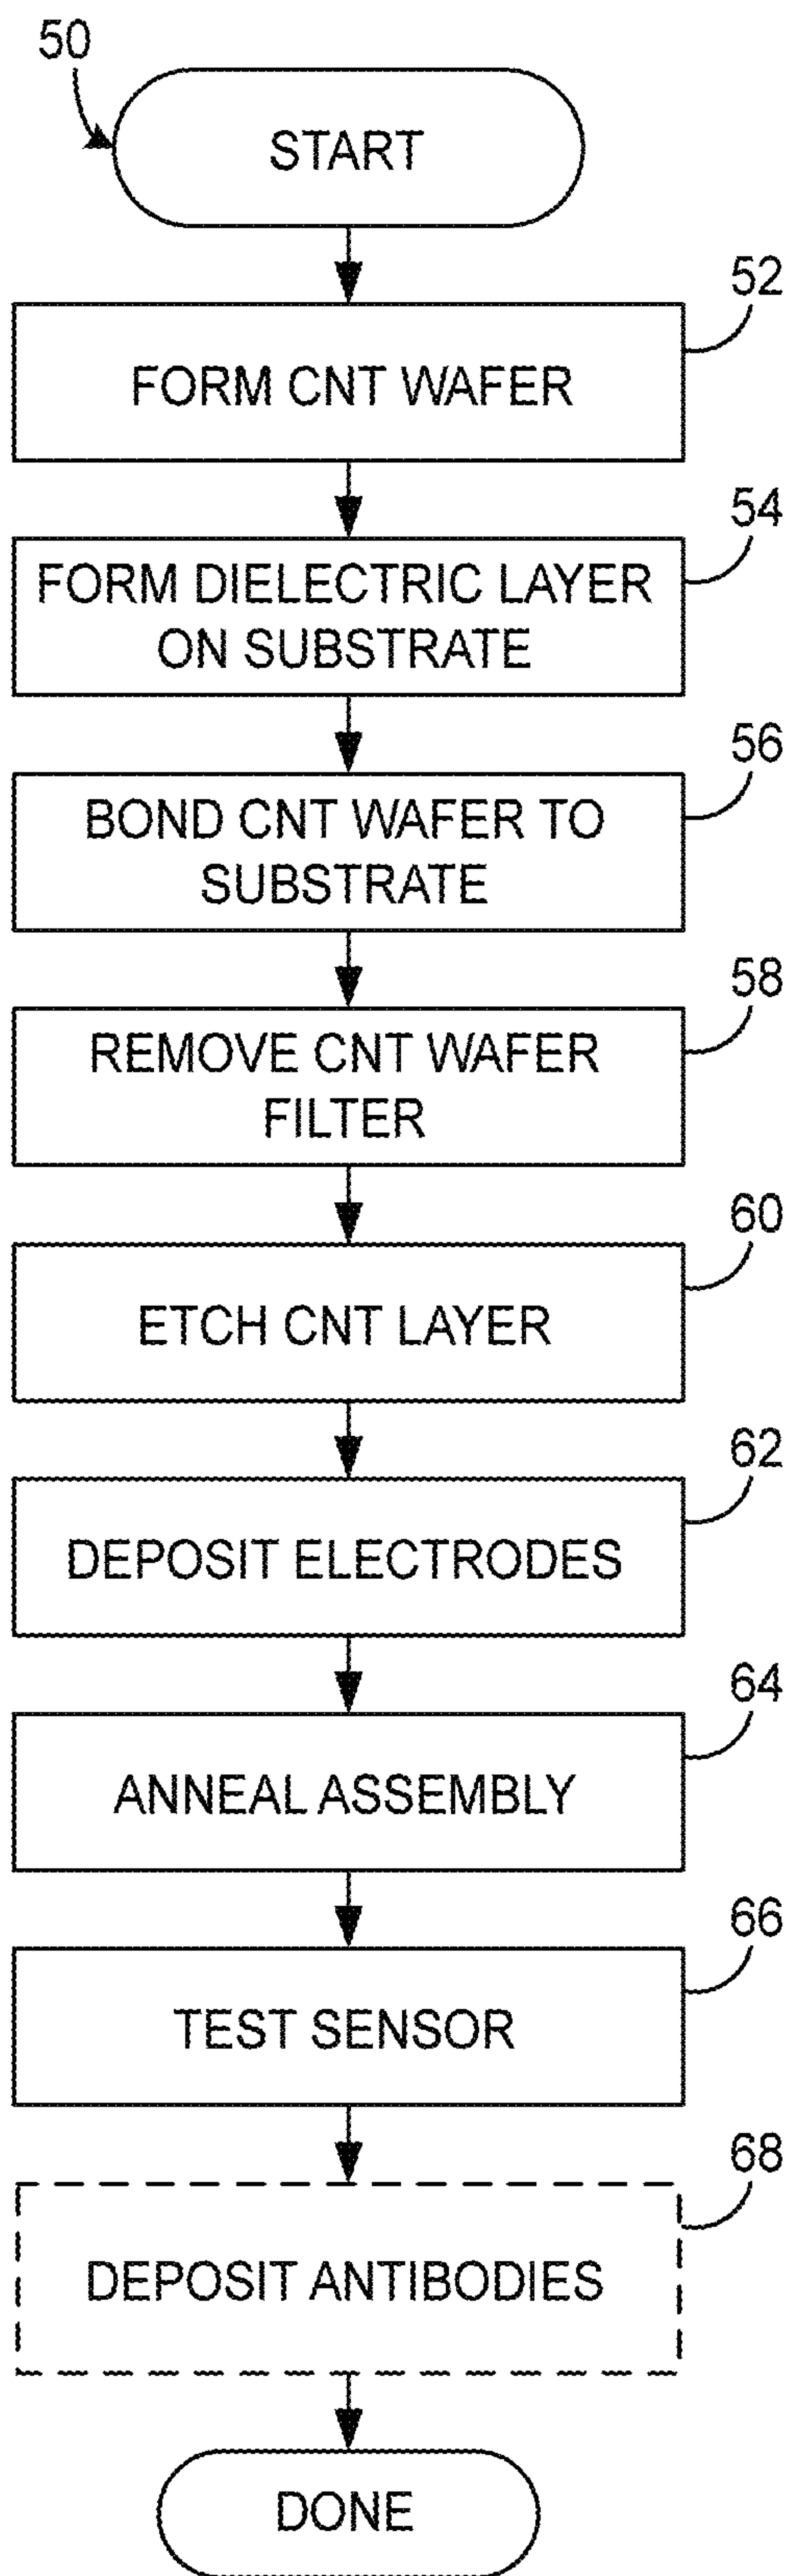 50
START
52
FORM CNT WAFER
54
FORM DIELECTRIC LAYER
ON SUBSTRATE
56
BOND CNT WAFER TO
SUBSTRATE
58
REMOVE CNT WAFER
FILTER
60
ETCH CNT LAYER
62
DEPOSIT ELECTRODES
64
ANNEAL ASSEMBLY
66
TEST SENSOR
68
DEPOSIT ANTIBODIES
DONE